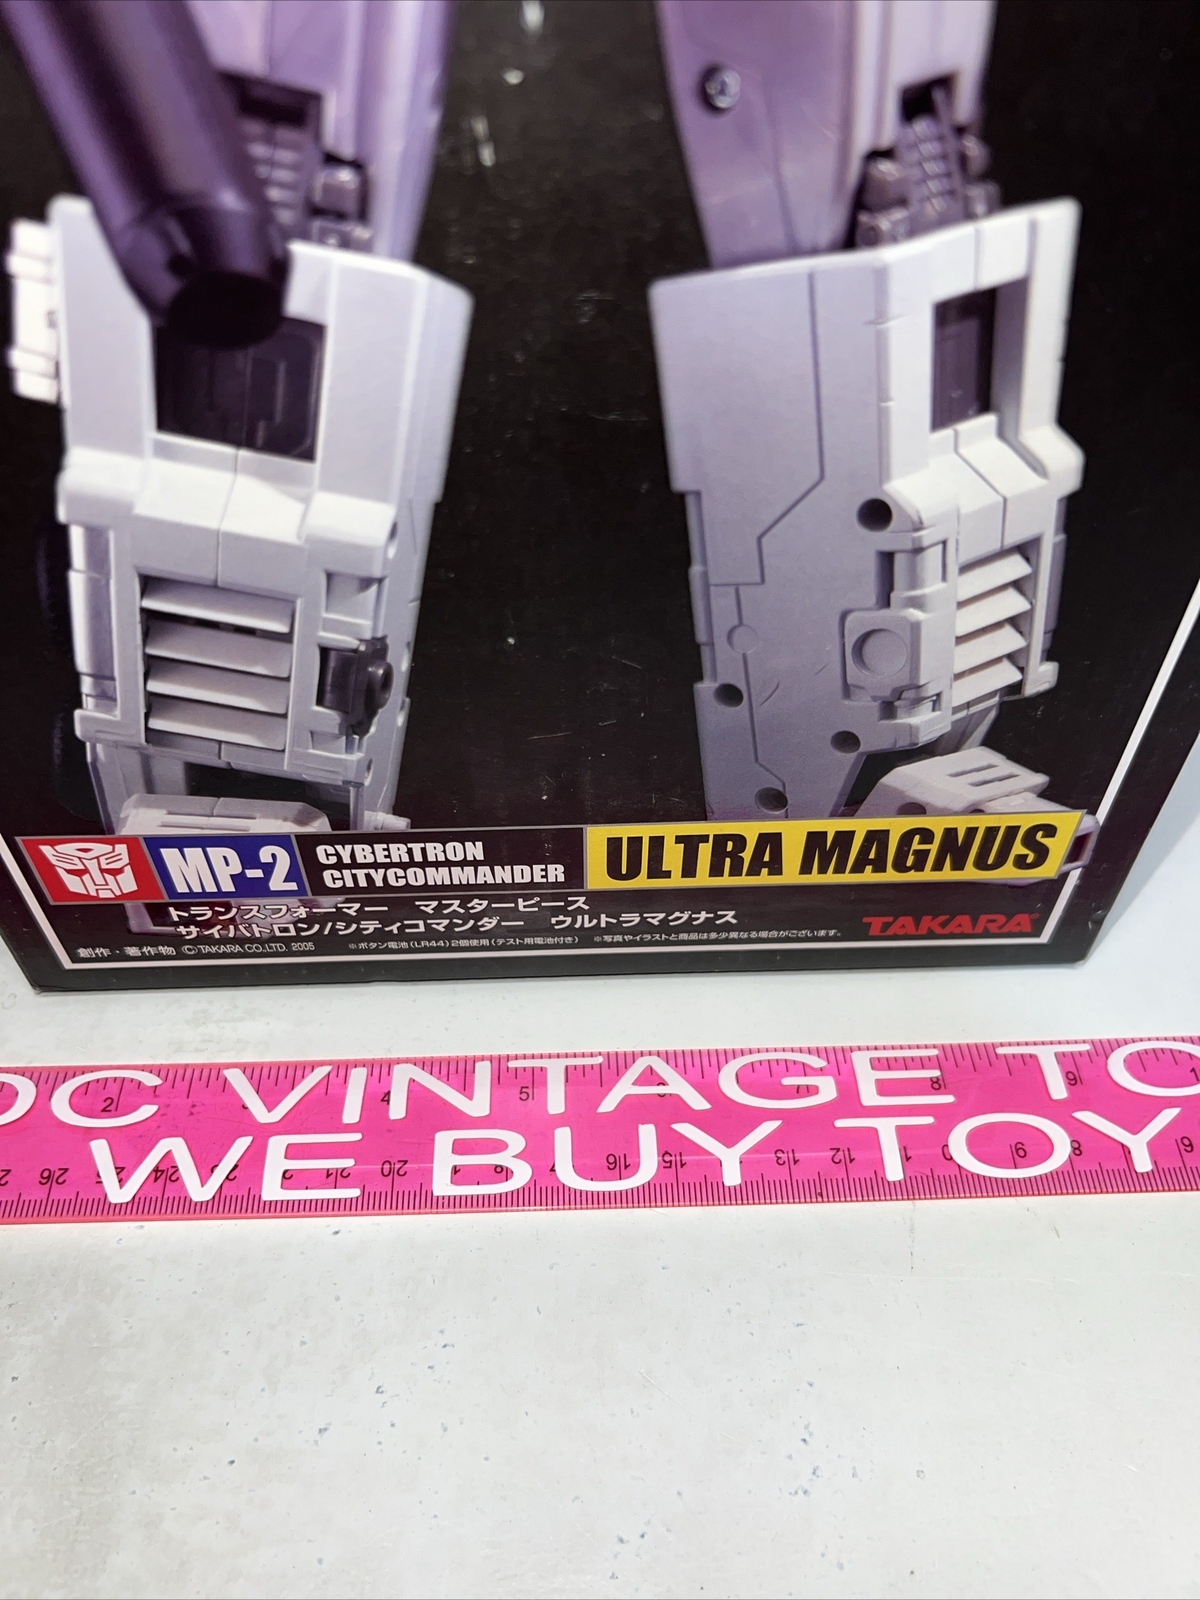 MP-2
CYBERTRON
CITYCOMMANDER
ULTRA MAGNUS
トランスフォーマー マスターピース
サイバトロン/シティコマンダー ウルトラマグナス
TAKARA
創作・著作物 ©TAKARA CO.,LTD. 2005 ※ボタン電池(LR44)2個使用(テスト用電池付き) ※写真やイラストと商品は多少異なる場合がございます。
DC VINTAGE TO
WE BUY TOY